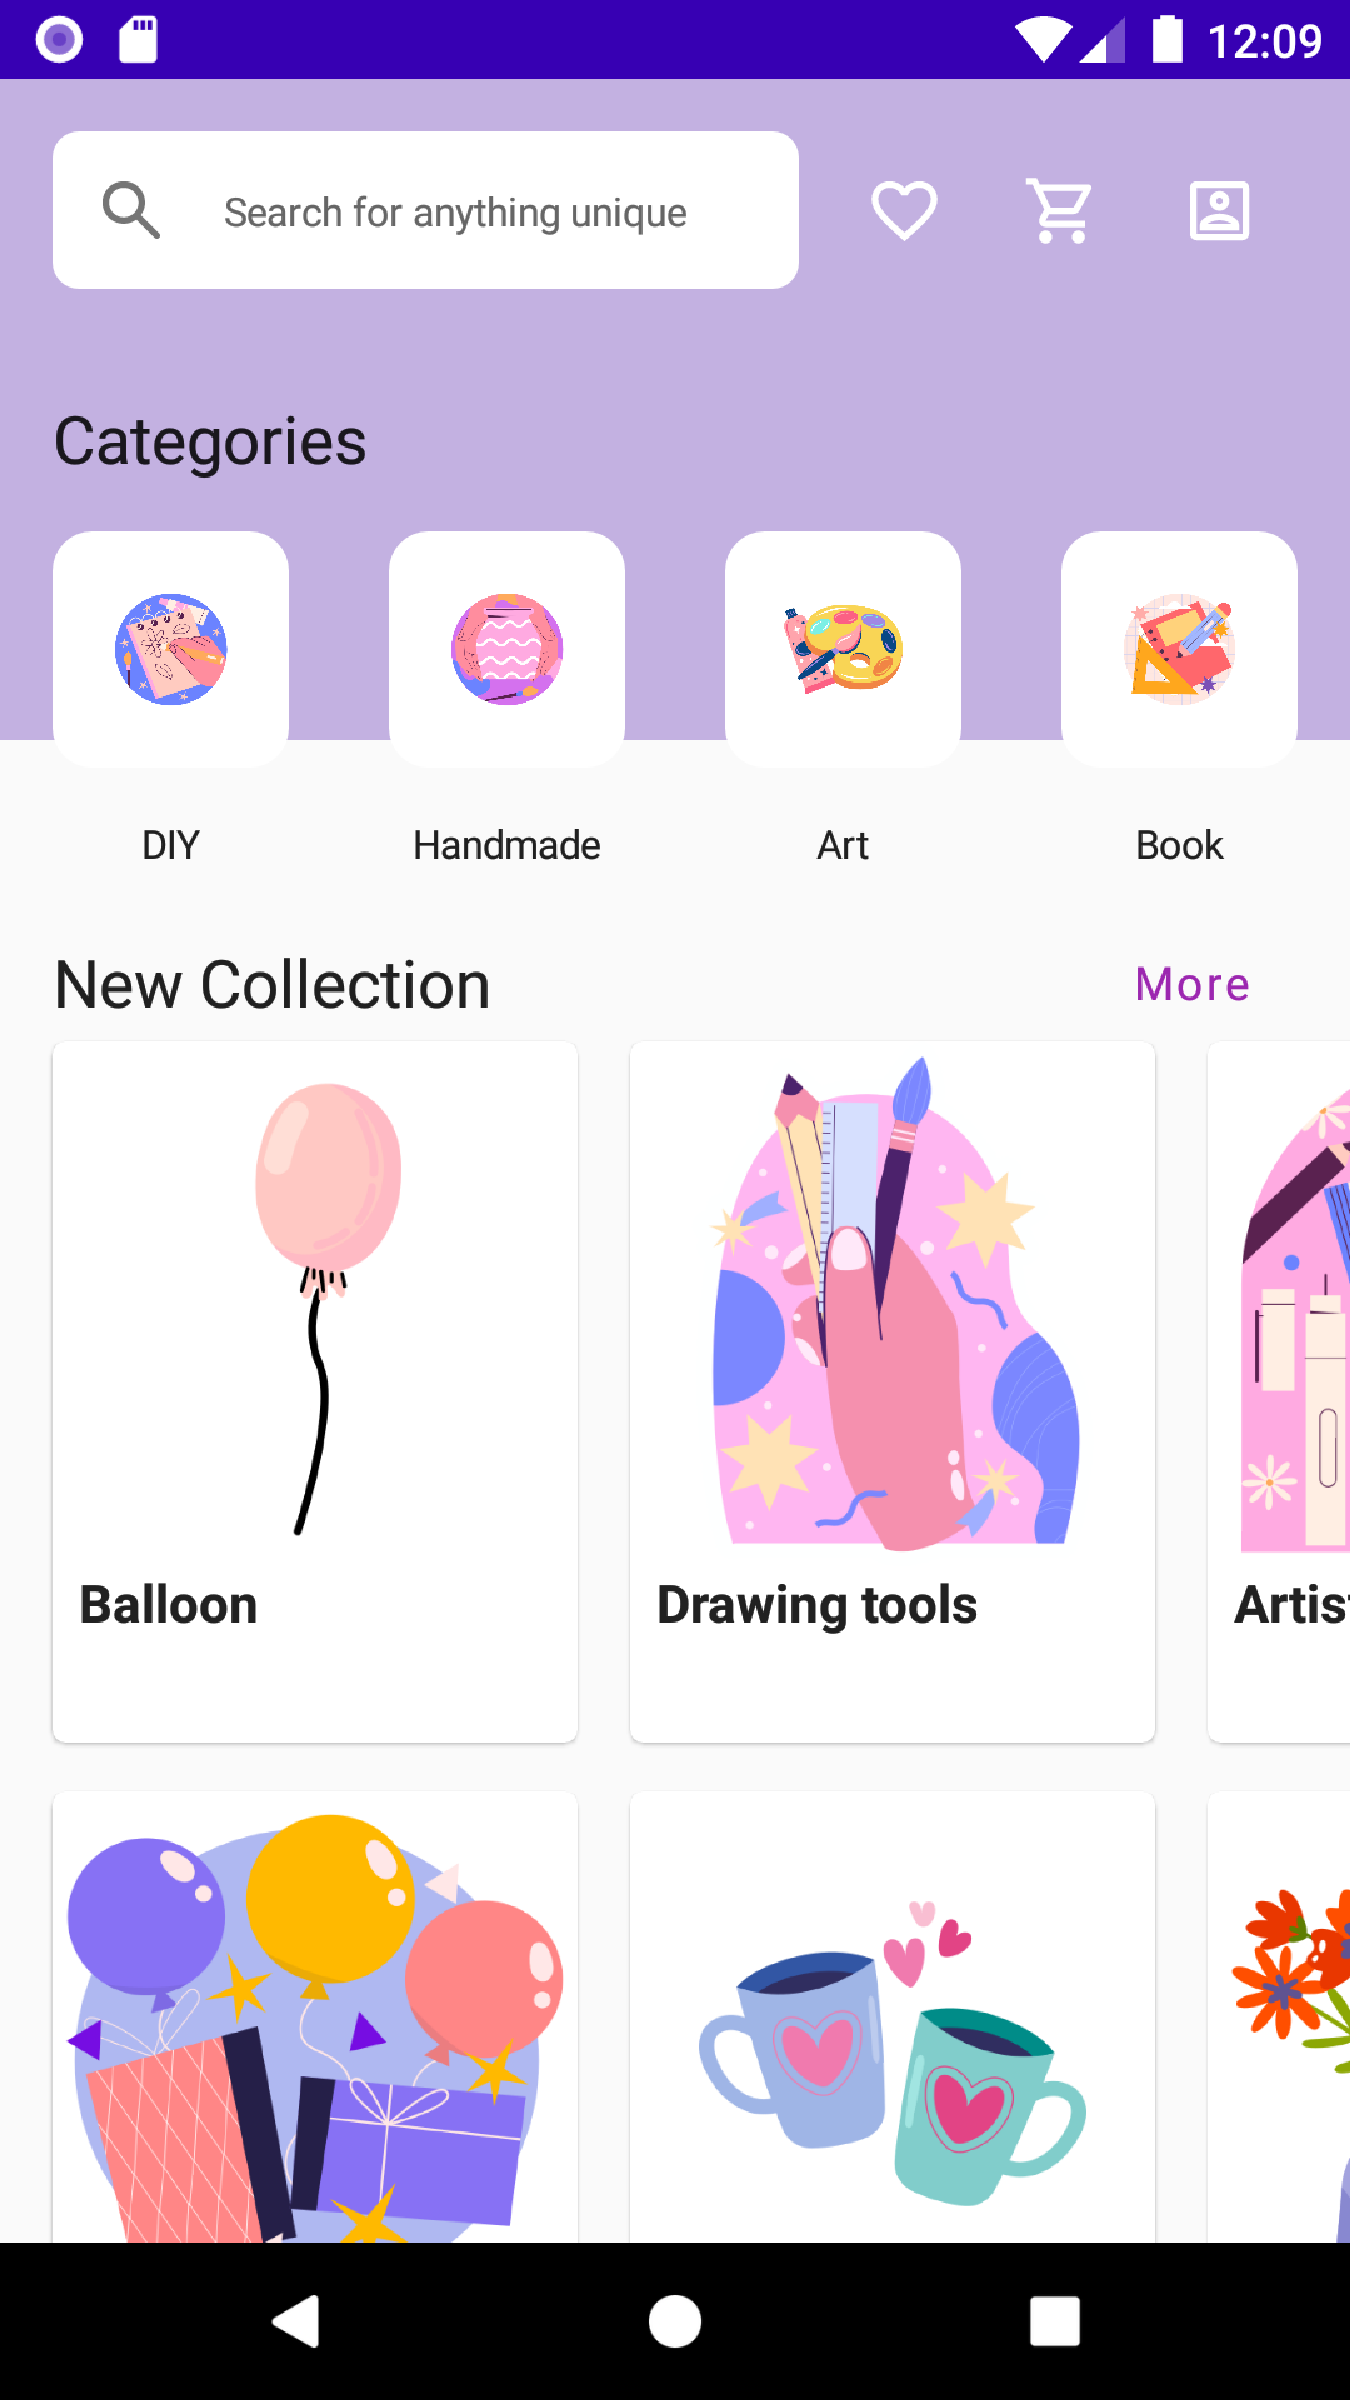 12:09
Search for anything unique
Categories
DIY
Handmade
Art
Book
New Collection
More
Balloon
Drawing tools
Artis